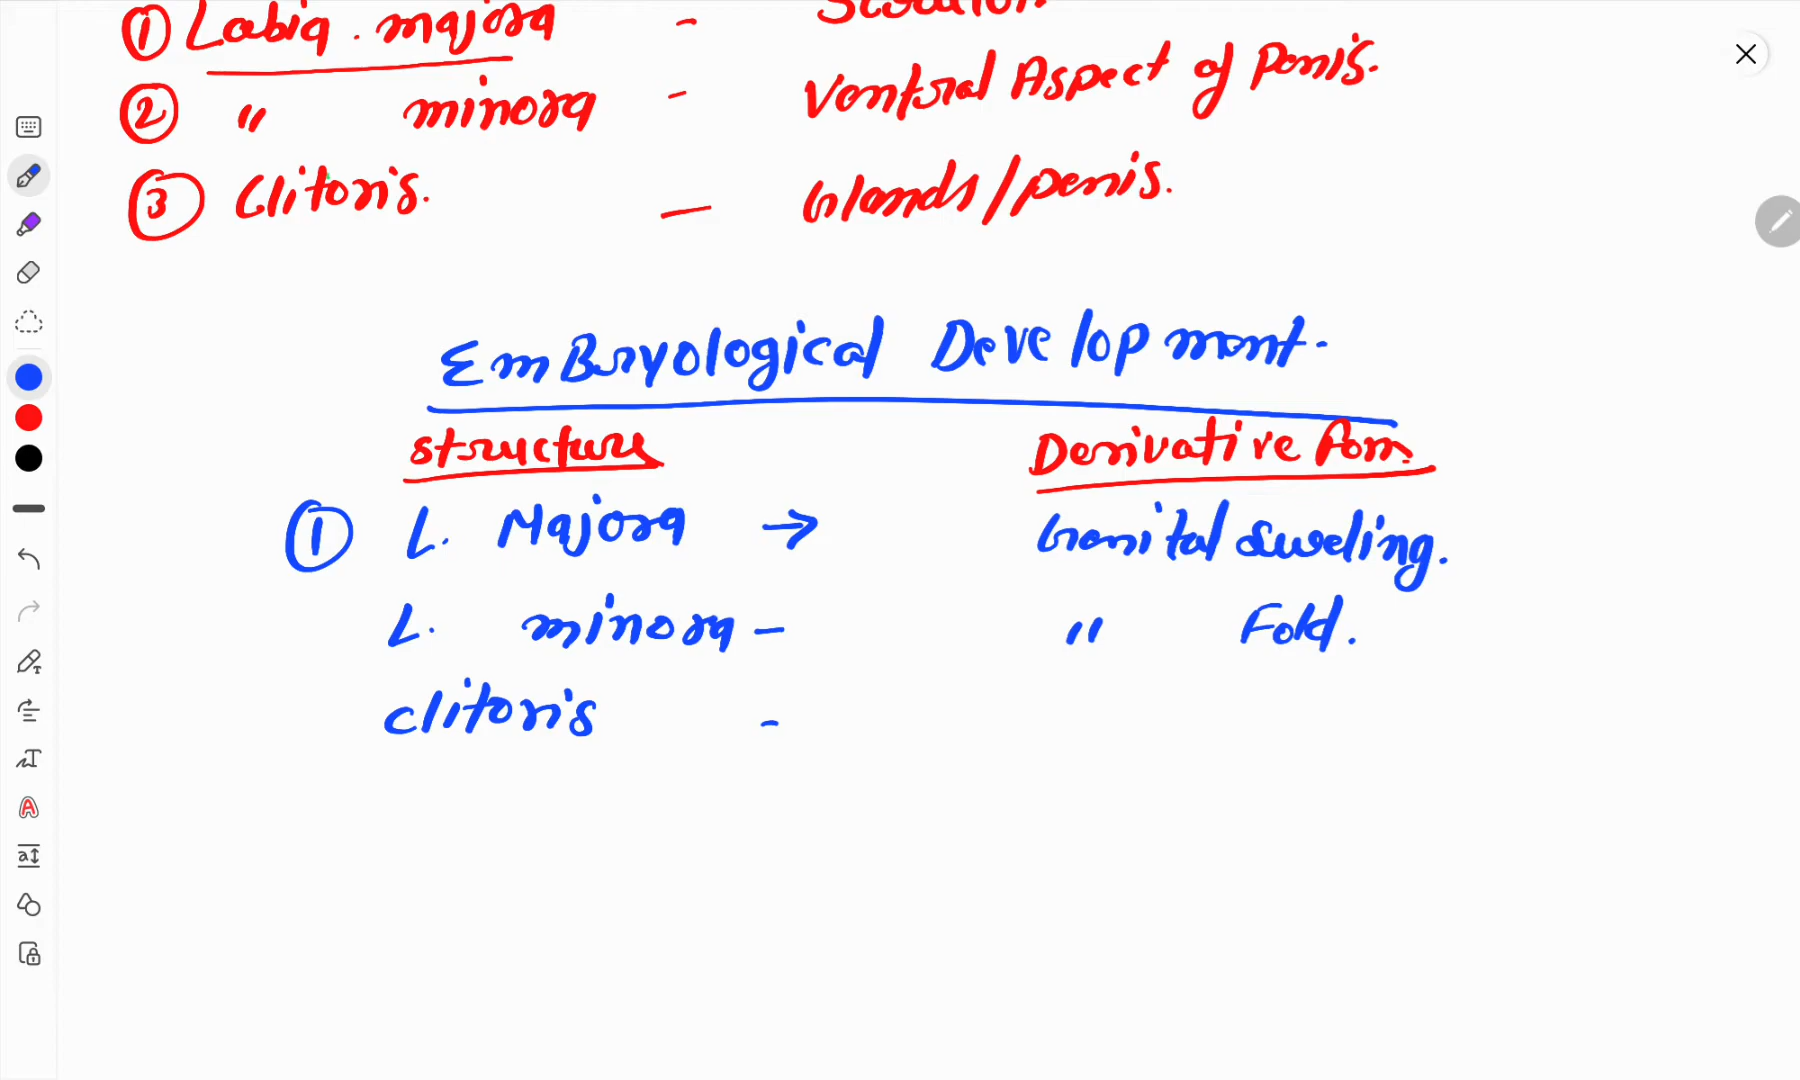 ① Labia. majora - Scrotum
② " minora - Ventral Aspect of Penis.
③ Clitoris. — Glands/penis.
EmBryological Development.
structure Derivative form
① L. Majora → Genital Sweling.
L. minora - " Fold.
clitoris -